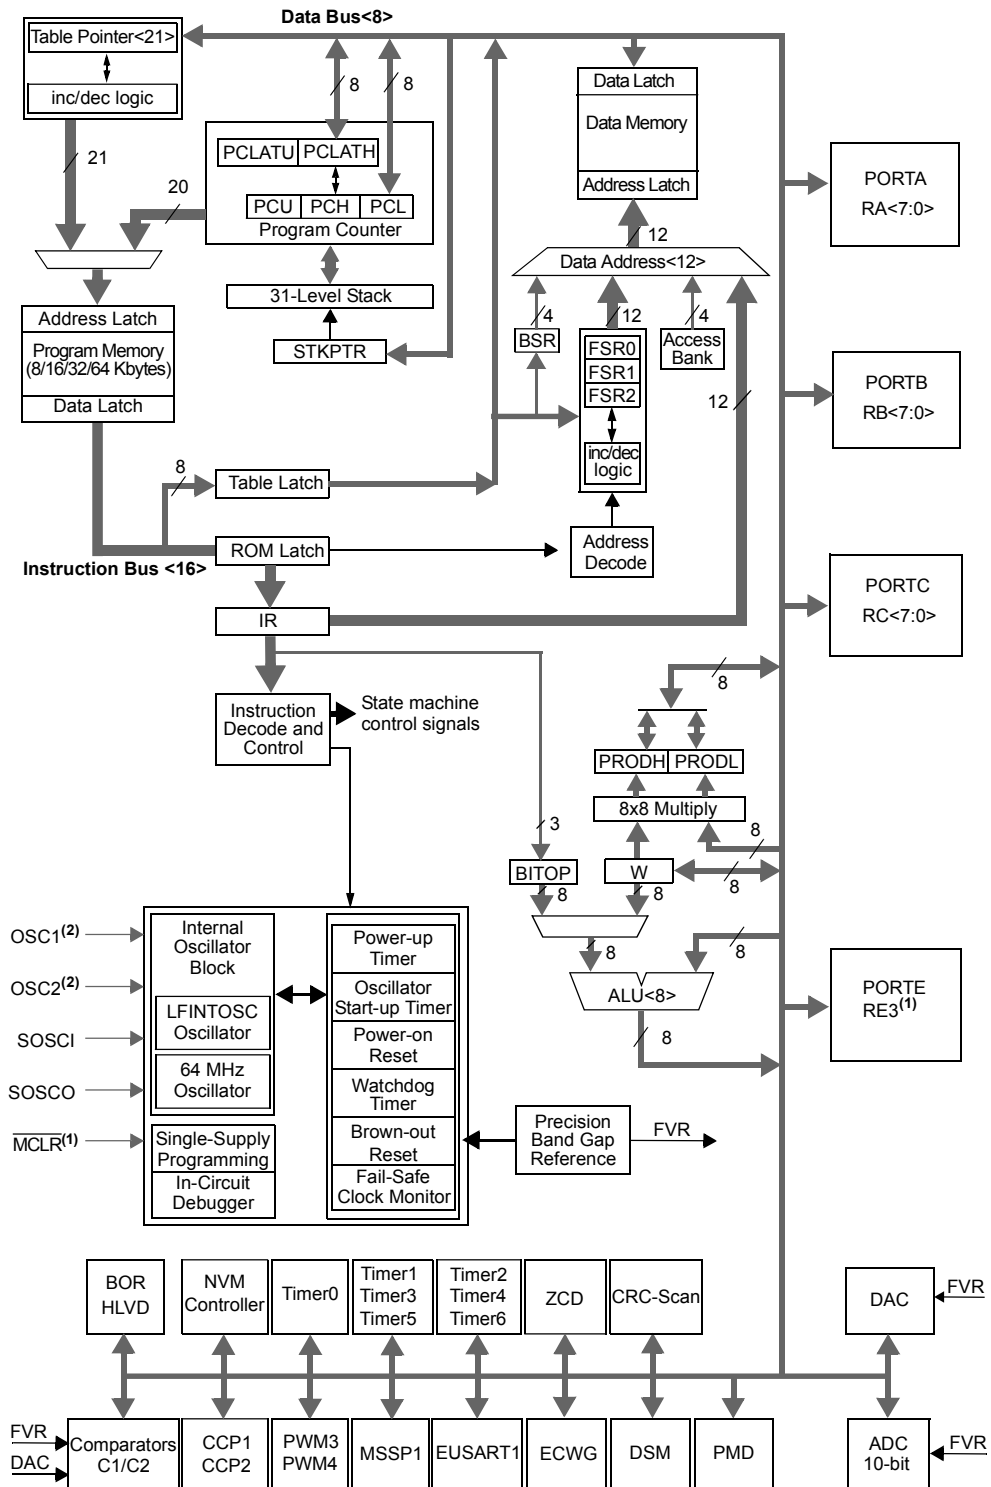 Data Bus<8>
Table Pointer<21>
inc/dec logic
21
20
8
8
PCLATU
PCLATH
PCU
PCH
PCL
Program Counter
31-Level Stack
STKPTR
Address Latch
Program Memory
(8/16/32/64 Kbytes)
Data Latch
8
Table Latch
ROM Latch
Instruction Bus <16>
IR
Instruction
Decode and
Control
State machine
control signals
Data Latch
Data Memory
Address Latch
12
Data Address<12>
4
12
4
BSR
FSR0
FSR1
FSR2
inc/dec
logic
Access
Bank
12
Address
Decode
PORTA
RA<7:0>
PORTB
RB<7:0>
PORTC
RC<7:0>
PORTE
RE3(1)
8
PRODH
PRODL
8x8 Multiply
8
3
BITOP
W
8
8
8
8
8
ALU<8>
8
OSC1(2)
OSC2(2)
SOSCI
SOSCO
MCLR(1)
Internal
Oscillator
Block
LFINTOSC
Oscillator
64 MHz
Oscillator
Single-Supply
Programming
In-Circuit
Debugger
Power-up
Timer
Oscillator
Start-up Timer
Power-on
Reset
Watchdog
Timer
Brown-out
Reset
Fail-Safe
Clock Monitor
Precision
Band Gap
Reference
FVR
BOR
HLVD
NVM
Controller
Timer0
Timer1
Timer3
Timer5
Timer2
Timer4
Timer6
ZCD
CRC-Scan
DAC
FVR
FVR
DAC
Comparators
C1/C2
CCP1
CCP2
PWM3
PWM4
MSSP1
EUSART1
ECWG
DSM
PMD
ADC
10-bit
FVR